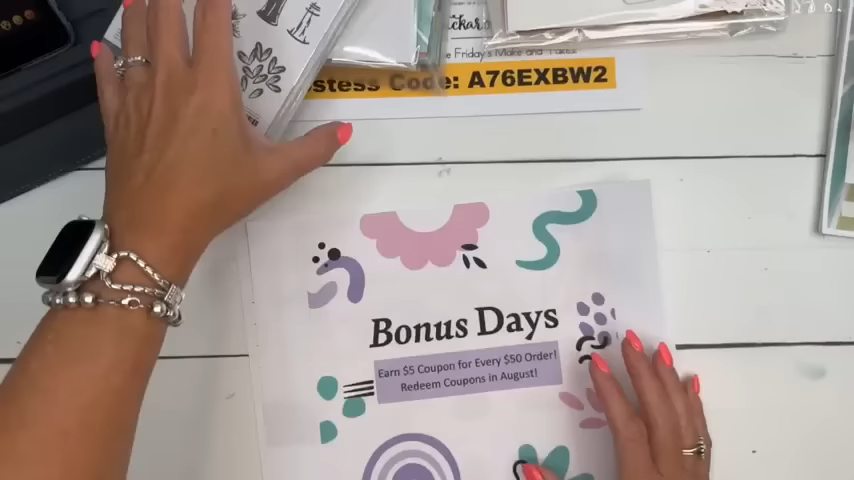 e Friday's Make and Takes
stess Code: A76EXBW2
Bonus Days
Earn $5 Coupon for Every $50 Order!
Redeem Coupons in August!